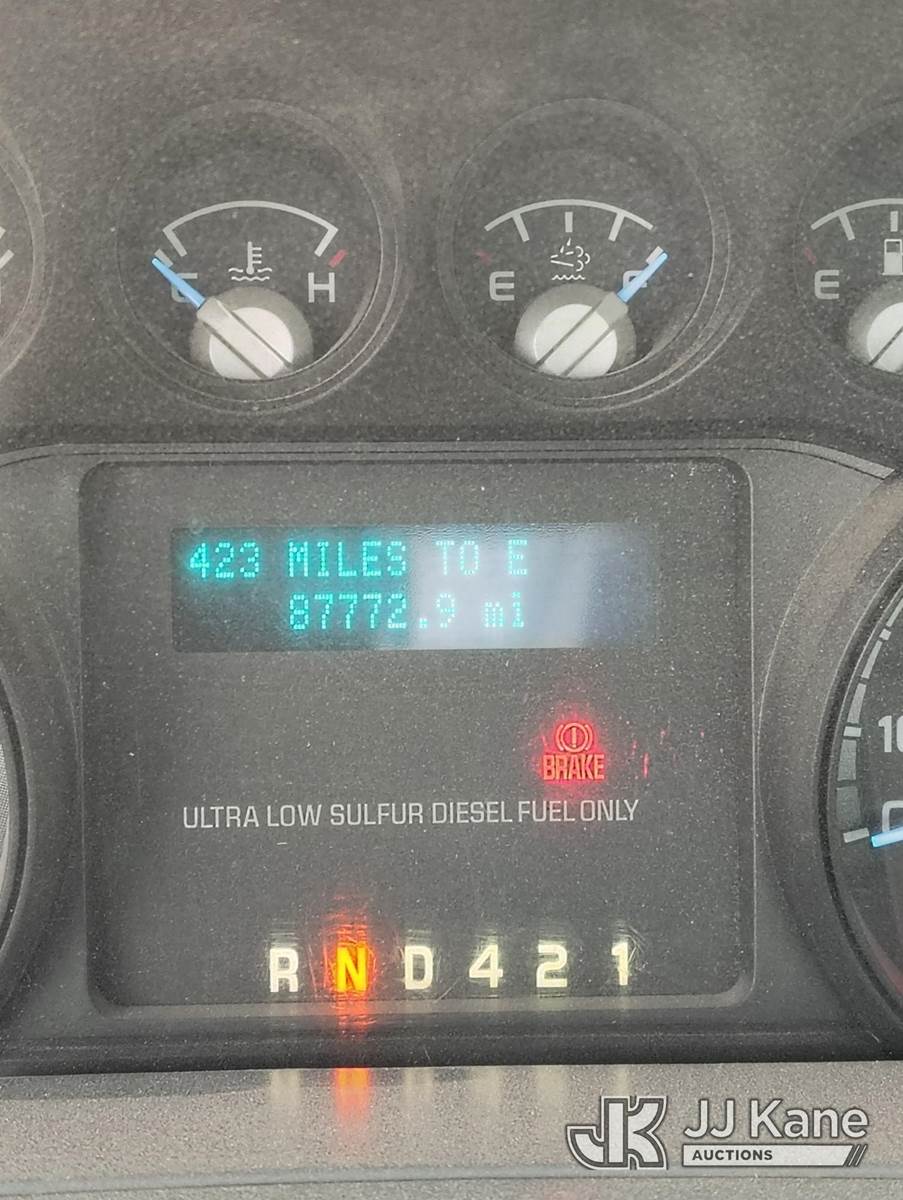 C H
E F
E
423 MILES TO E
87772.9 mi
BRAKE
ULTRA LOW SULFUR DIESEL FUEL ONLY
R N D 4 2 1
JK JJ Kane
AUCTIONS